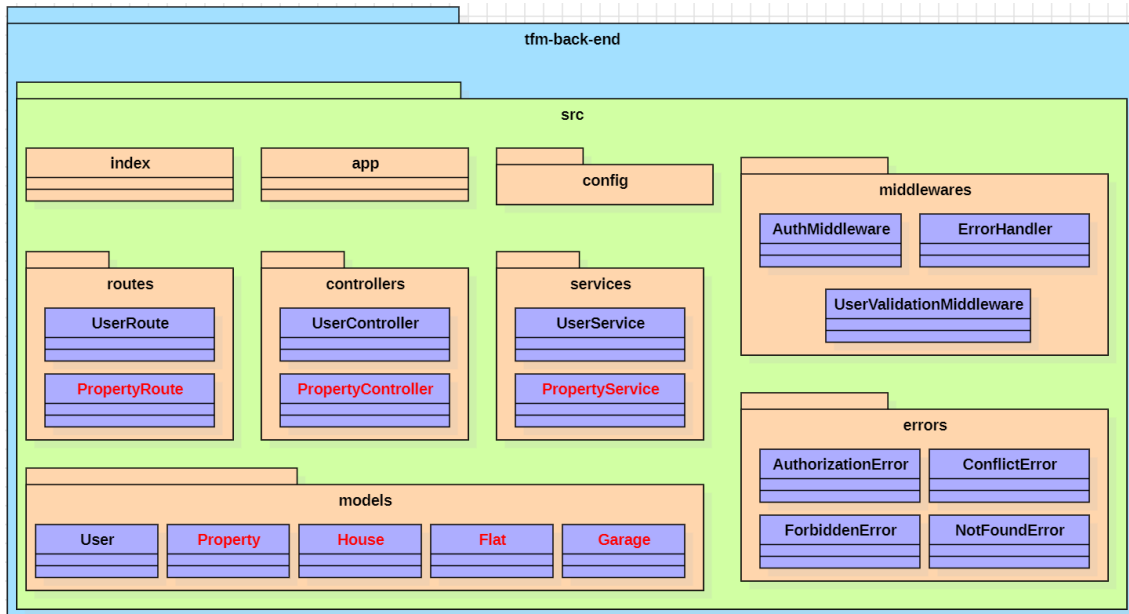 tfm-back-end
src
index
app
config
middlewares
AuthMiddleware
ErrorHandler
UserValidationMiddleware
routes
UserRoute
PropertyRoute
controllers
UserController
PropertyController
services
UserService
PropertyService
errors
AuthorizationError
ConflictError
ForbiddenError
NotFoundError
models
User
Property
House
Flat
Garage